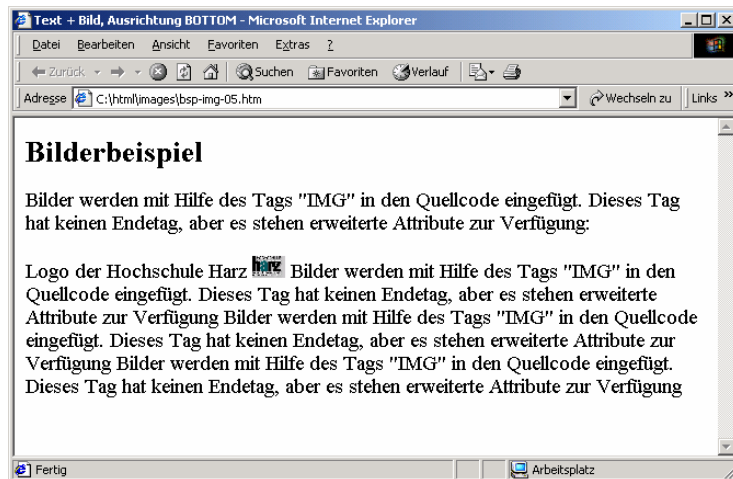 Text + Bild, Ausrichtung BOTTOM - Microsoft Internet Explorer
Datei Bearbeiten Ansicht Favoriten Extras ?
Zurück Suchen Favoriten Verlauf
Adresse C:\html\images\bsp-img-05.htm Wechseln zu Links »
Bilderbeispiel
Bilder werden mit Hilfe des Tags "IMG" in den Quellcode eingefügt. Dieses Tag
hat keinen Endetag, aber es stehen erweiterte Attribute zur Verfügung:
Logo der Hochschule Harz harz Bilder werden mit Hilfe des Tags "IMG" in den
Quellcode eingefügt. Dieses Tag hat keinen Endetag, aber es stehen erweiterte
Attribute zur Verfügung Bilder werden mit Hilfe des Tags "IMG" in den Quellcode
eingefügt. Dieses Tag hat keinen Endetag, aber es stehen erweiterte Attribute zur
Verfügung Bilder werden mit Hilfe des Tags "IMG" in den Quellcode eingefügt.
Dieses Tag hat keinen Endetag, aber es stehen erweiterte Attribute zur Verfügung
Fertig Arbeitsplatz